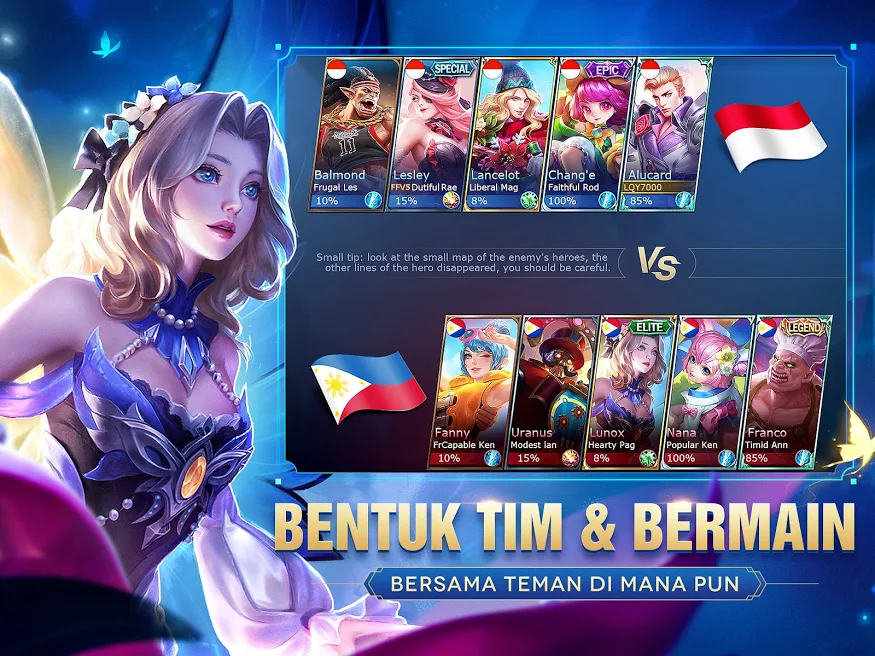 SPECIAL
EPIC
11
Balmond
Lesley
Lancelot
Chang'e
Alucard
Frugal Les
FFV5 Dutiful Rae
Liberal Mag
Faithful Rod
LQY7000
10%
15%
8%
100%
85%
Small tip: look at the small map of the enemy's heroes, the
other lines of the hero disappeared, you should be careful.
VS
ELITE
LEGEND
Fanny
Uranus
Lunox
Nana
Franco
FrCapable Ken
Modest Ian
Hearty Pag
Popular Ken
Timid Ann
10%
15%
8%
100%
85%
BENTUK TIM & BERMAIN
BERSAMA TEMAN DI MANA PUN